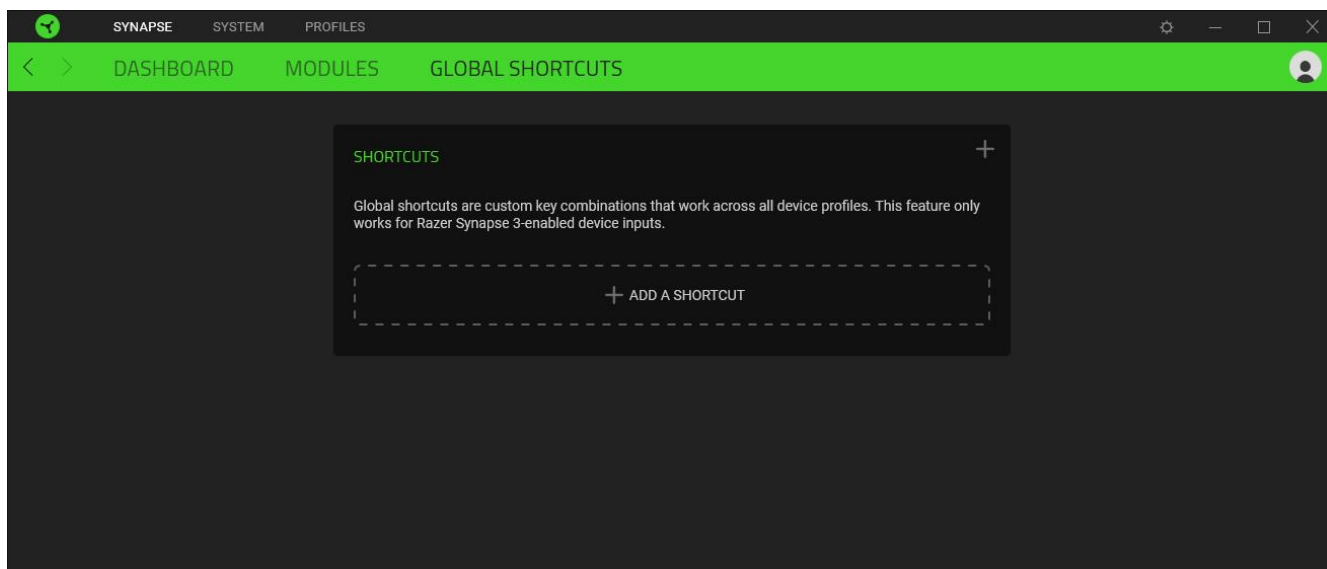 SYNAPSE SYSTEM PROFILES
DASHBOARD MODULES GLOBAL SHORTCUTS
SHORTCUTS
Global shortcuts are custom key combinations that work across all device profiles. This feature only
works for Razer Synapse 3-enabled device inputs.
ADD A SHORTCUT